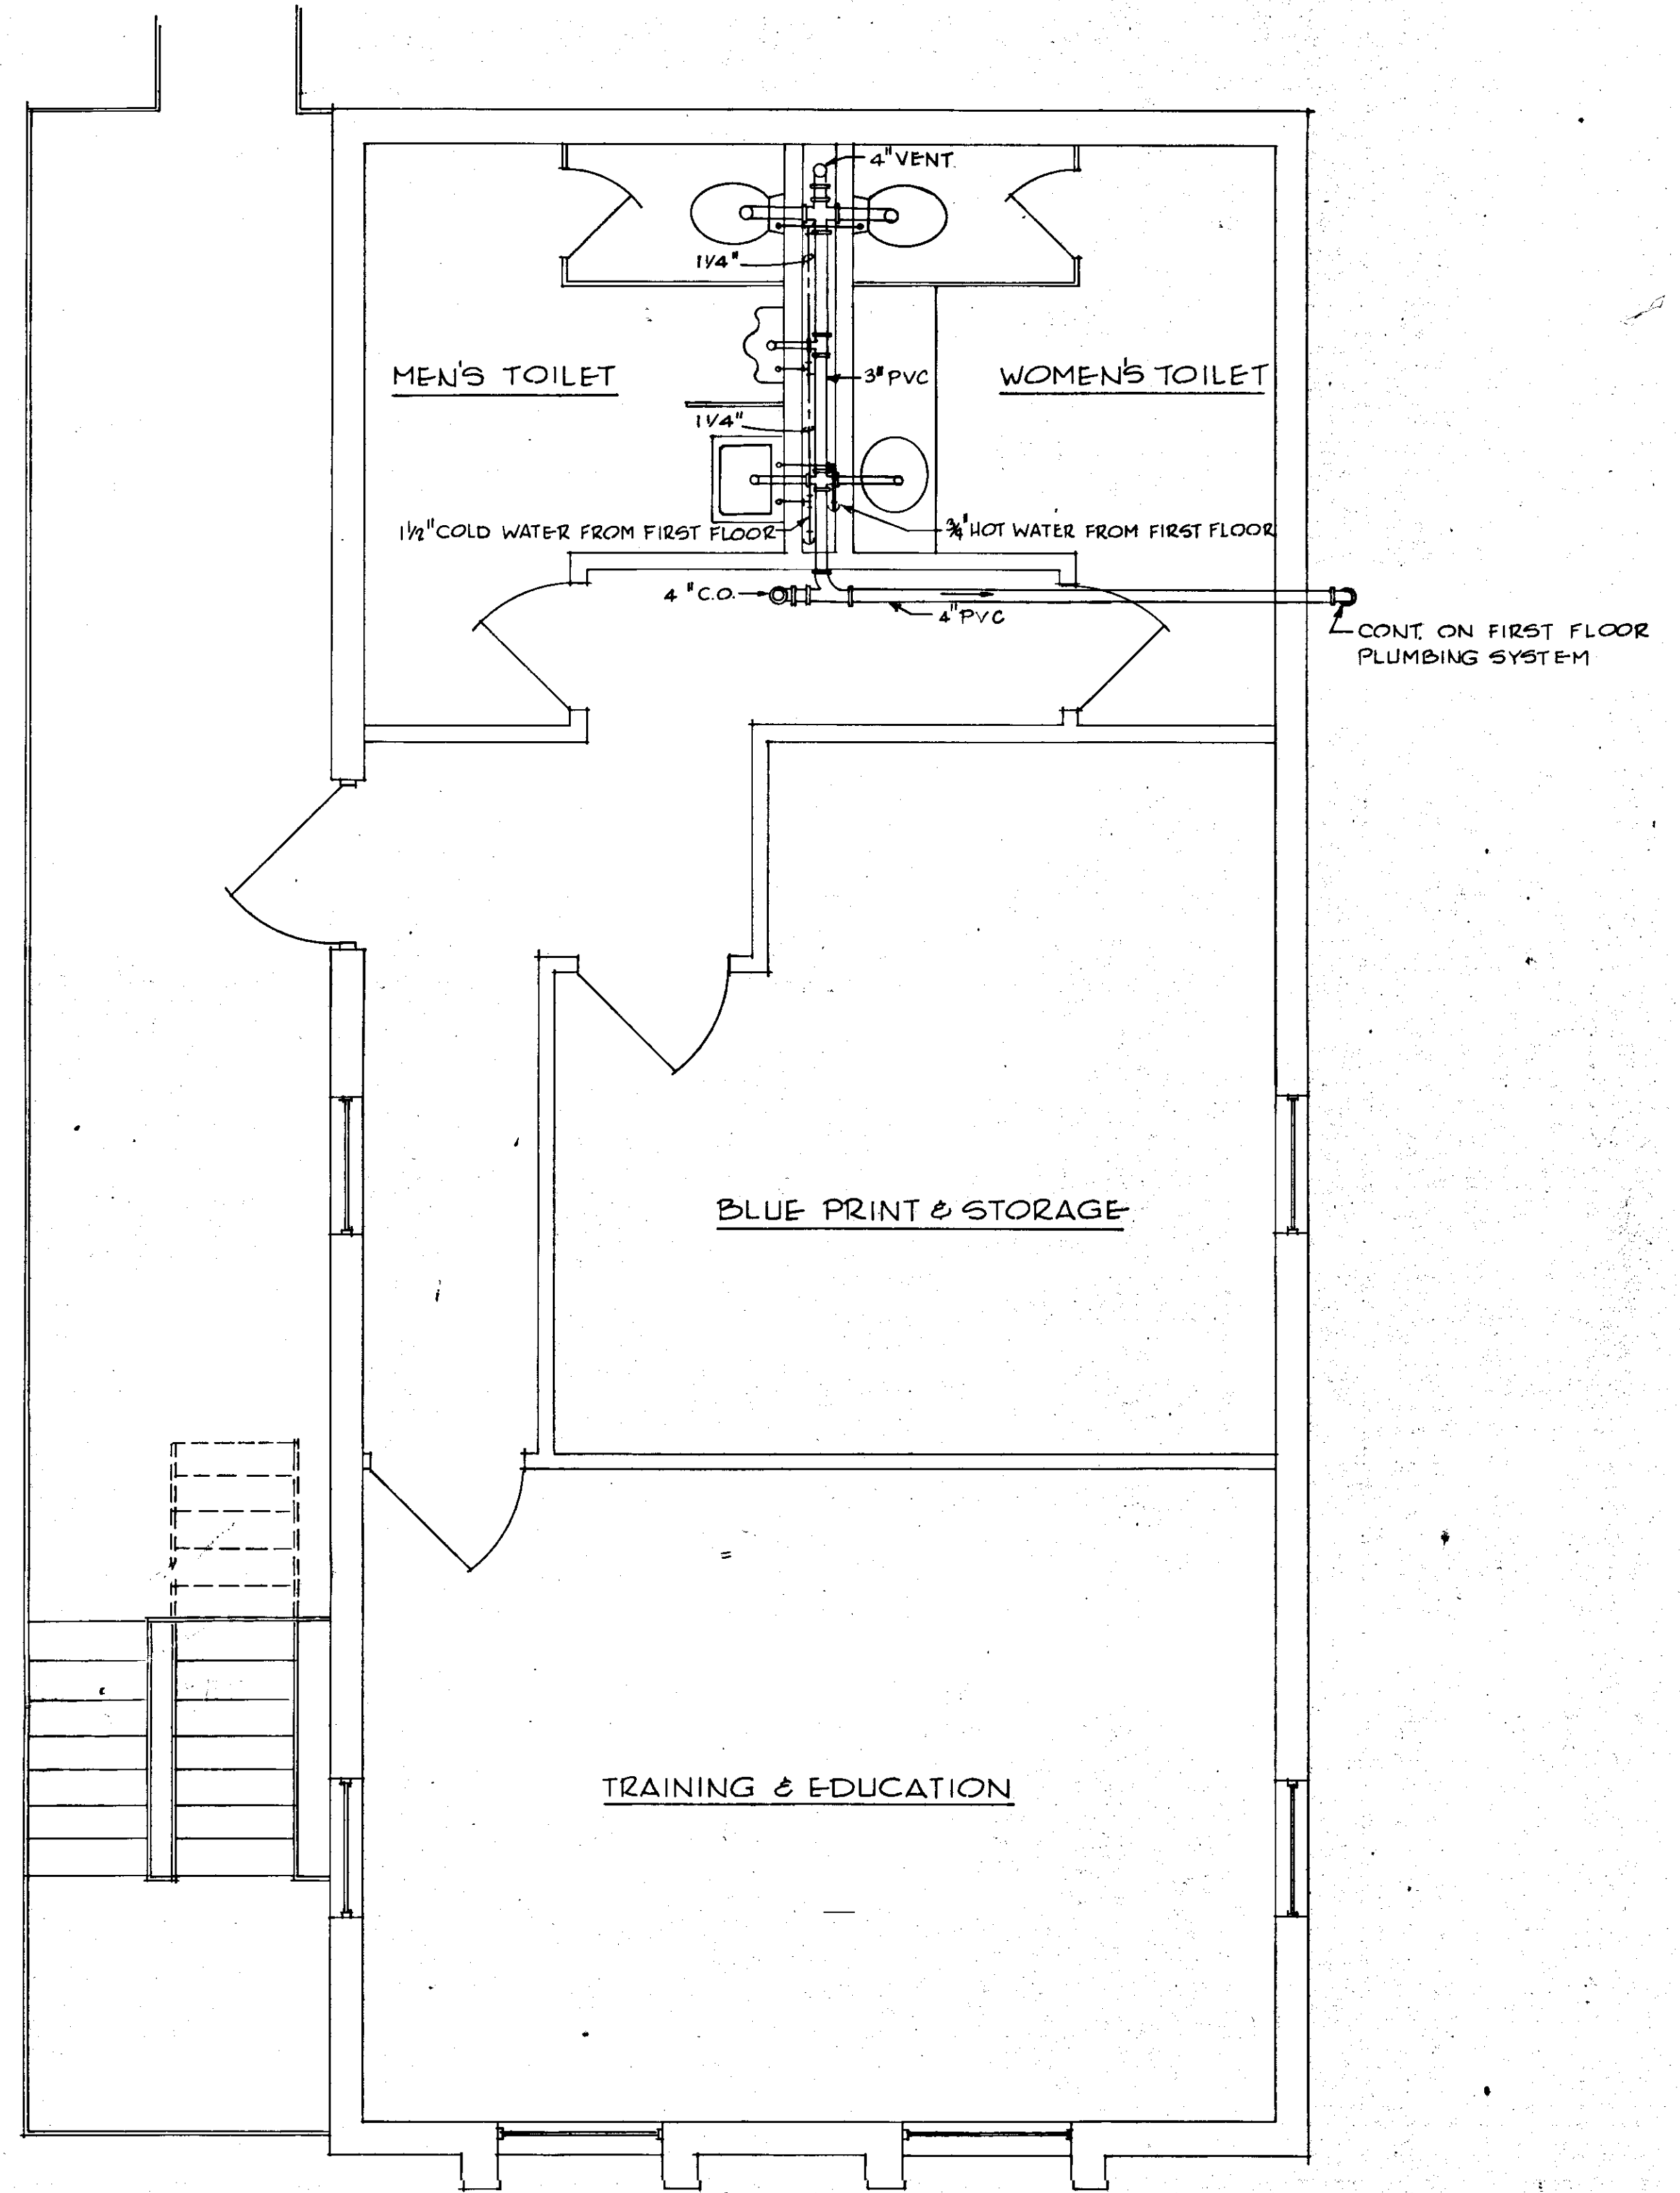 4" VENT
1 1/4"
MEN'S TOILET
3" PVC
WOMEN'S TOILET
1 1/4"
1 1/2" COLD WATER FROM FIRST FLOOR
3/4" HOT WATER FROM FIRST FLOOR
4" C.O.
4" PVC
CONT. ON FIRST FLOOR
PLUMBING SYSTEM
BLUE PRINT & STORAGE
TRAINING & EDUCATION